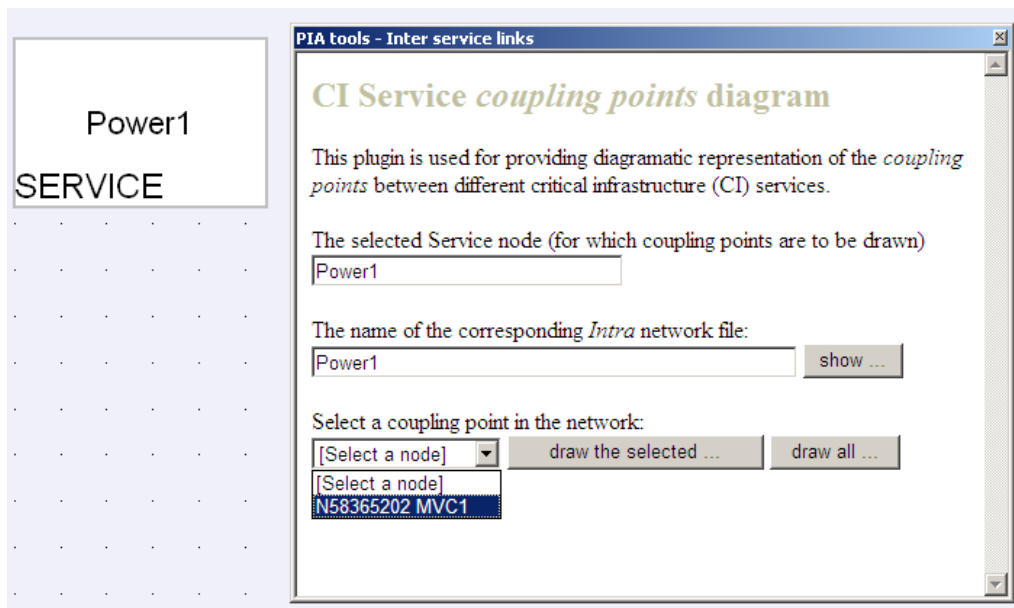 Power1
SERVICE
PIA tools - Inter service links
CI Service coupling points diagram
This plugin is used for providing diagramatic representation of the coupling
points between different critical infrastructure (CI) services.
The selected Service node (for which coupling points are to be drawn)
Power1
The name of the corresponding Intra network file:
Power1
show ...
Select a coupling point in the network:
[Select a node]
draw the selected ...
draw all ...
[Select a node]
N58365202 MVC1